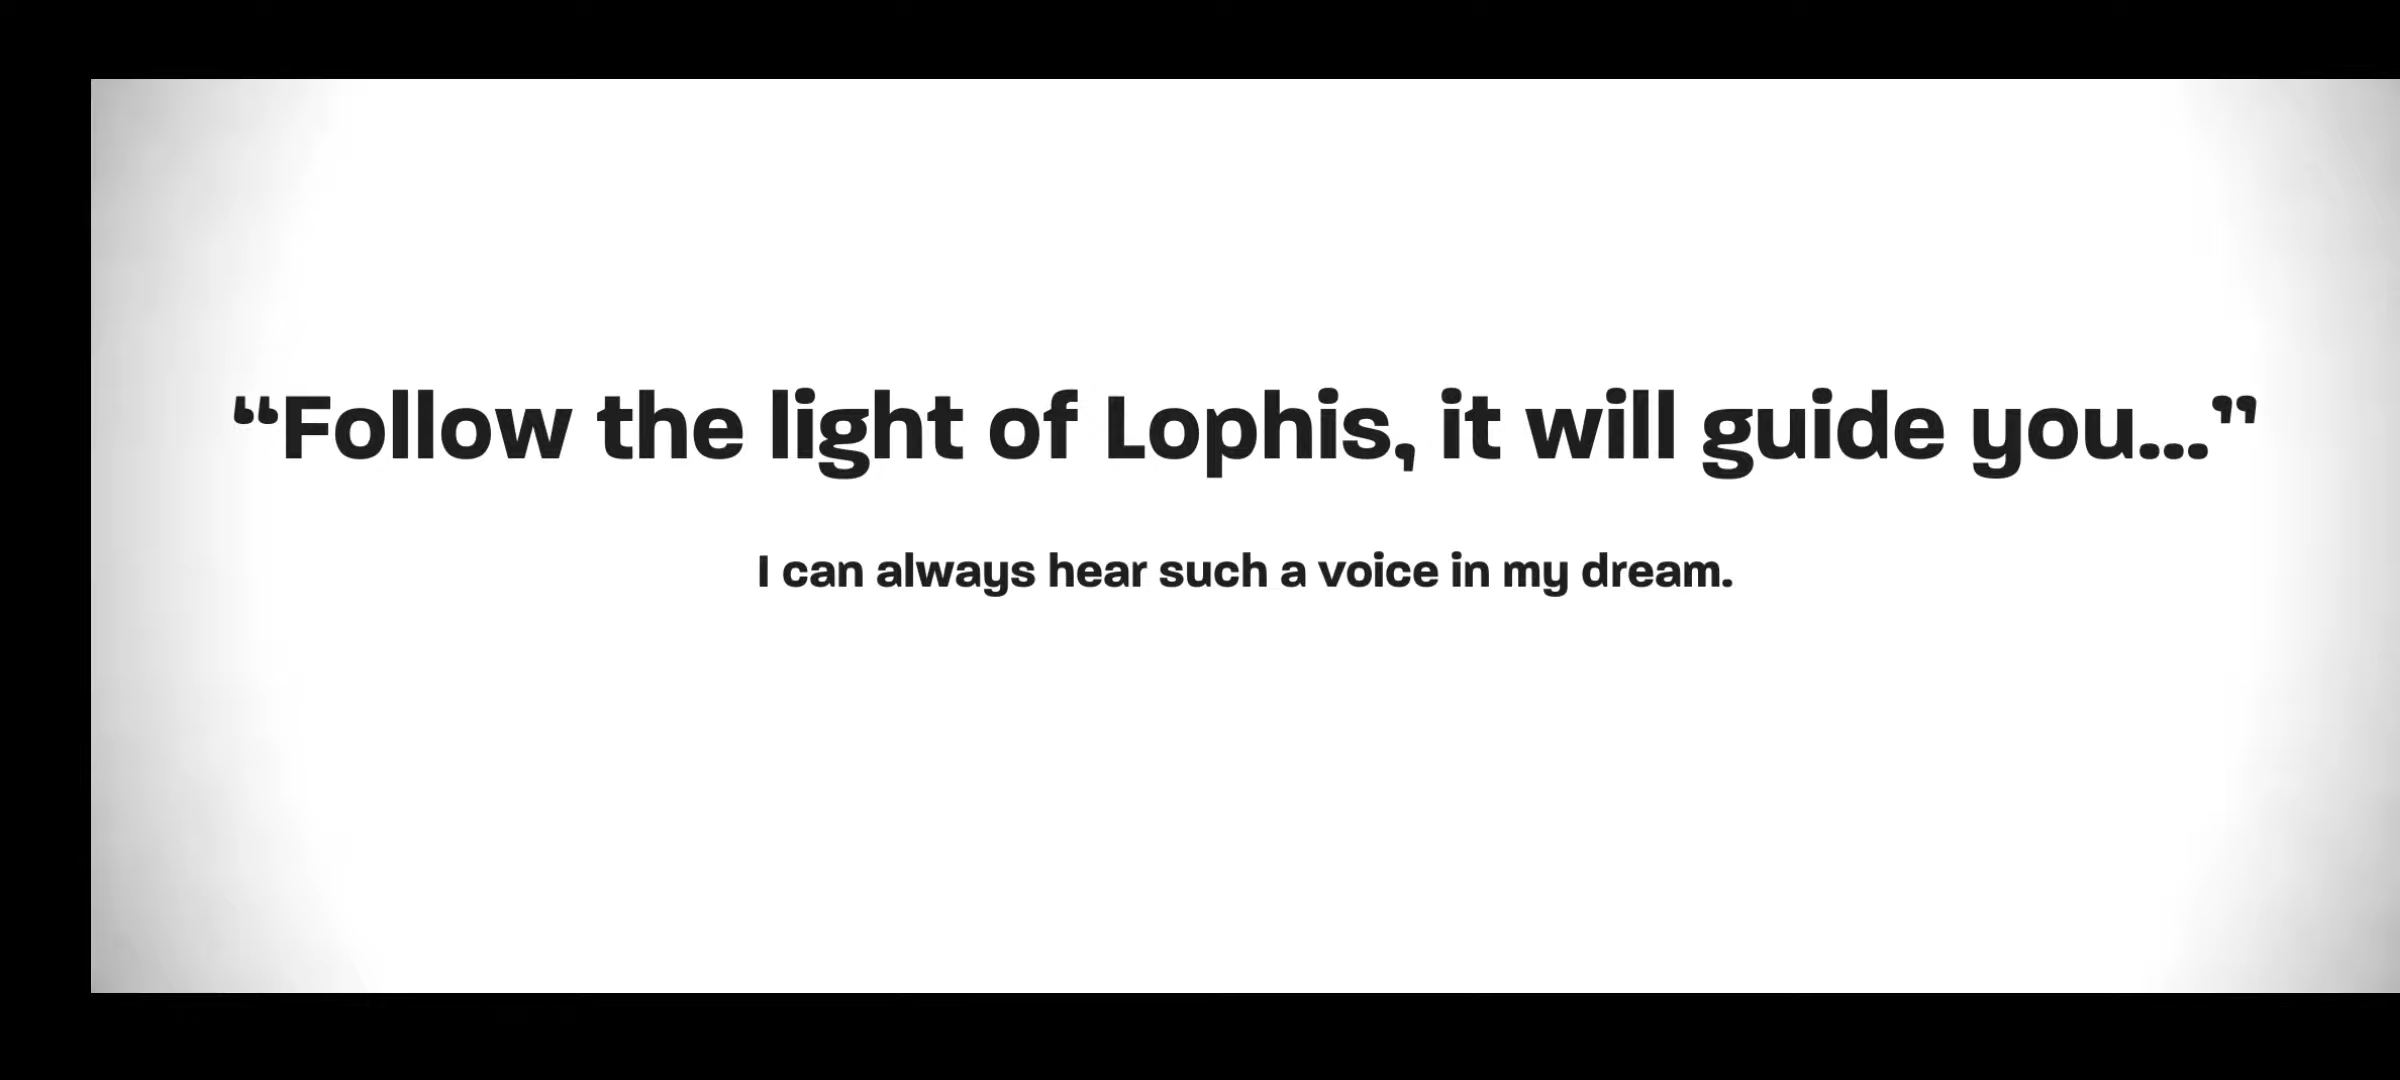 “Follow the light of Lophis, it will guide you...”
I can always hear such a voice in my dream.